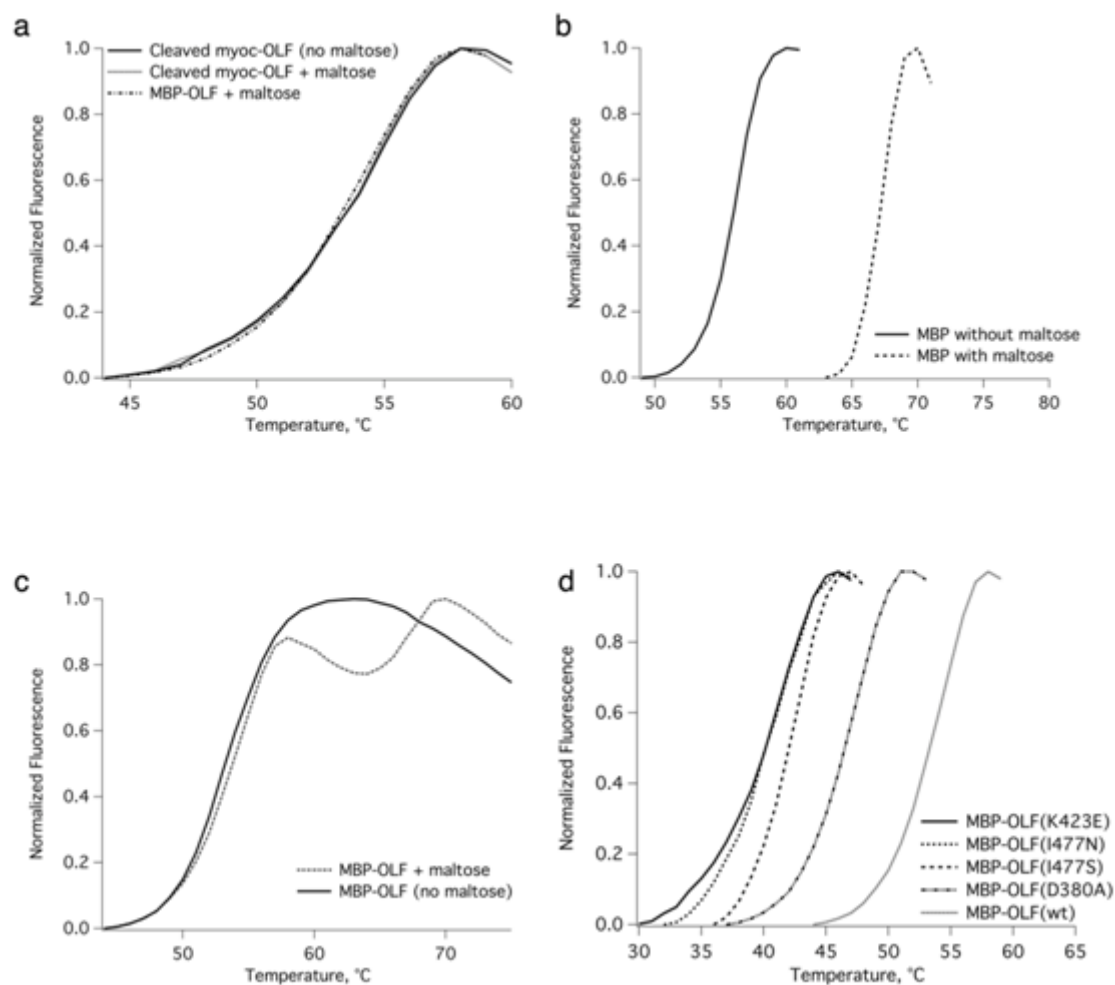 a
Normalized Fluorescence
1.0
0.8
0.6
0.4
0.2
0.0
Cleaved myoc-OLF (no maltose)
Cleaved myoc-OLF + maltose
MBP-OLF + maltose
45 50 55 60
Temperature, °C
b
Normalized Fluorescence
1.0
0.8
0.6
0.4
0.2
0.0
MBP without maltose
MBP with maltose
50 55 60 65 70 75 80
Temperature, °C
c
Normalized Fluorescence
1.0
0.8
0.6
0.4
0.2
0.0
MBP-OLF + maltose
MBP-OLF (no maltose)
50 60 70
Temperature, °C
d
Normalized Fluorescence
1.0
0.8
0.6
0.4
0.2
0.0
MBP-OLF(K423E)
MBP-OLF(I477N)
MBP-OLF(I477S)
MBP-OLF(D380A)
MBP-OLF(wt)
30 35 40 45 50 55 60 65
Temperature, °C